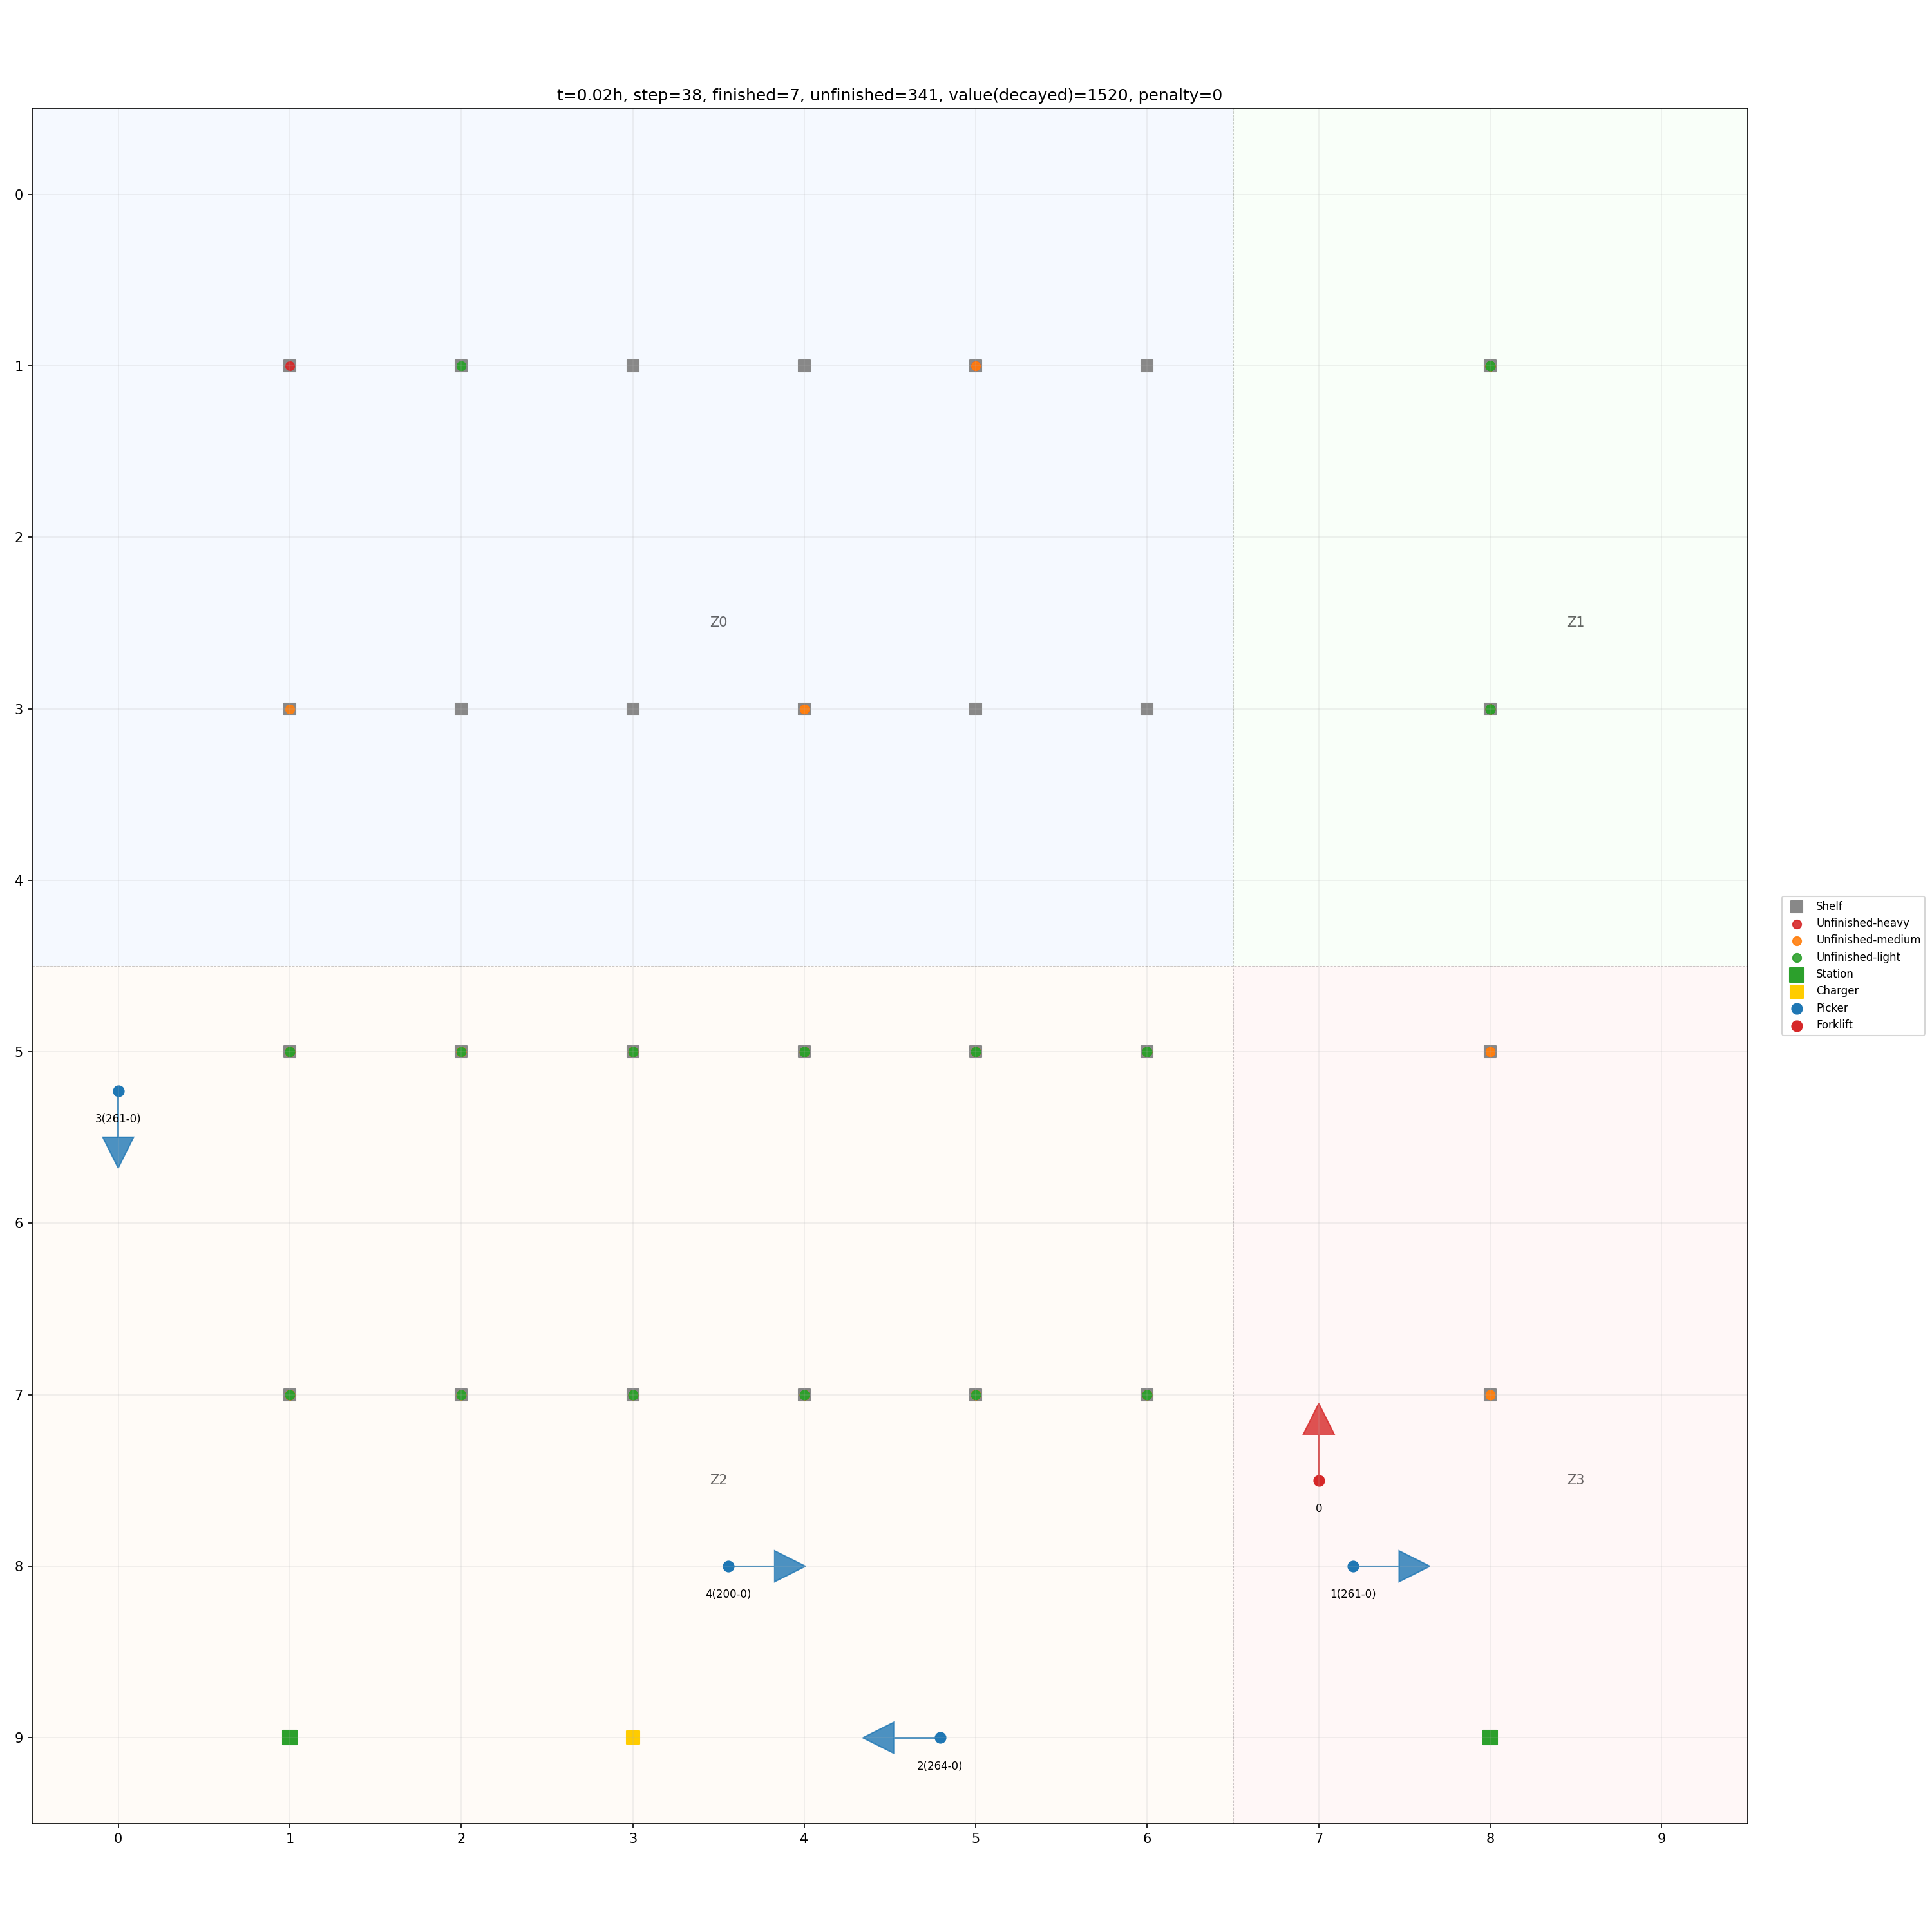 t=0.02h, step=38, finished=7, unfinished=341, value(decayed)=1520, penalty=0
0
1
2
Z0
Z1
3
4
Shelf
Unfinished-heavy
Unfinished-medium
Unfinished-light
Station
Charger
Picker
Forklift
5
3(261-0)
6
7
Z2
Z3
0
8
4(200-0)
1(261-0)
9
2(264-0)
0 1 2 3 4 5 6 7 8 9